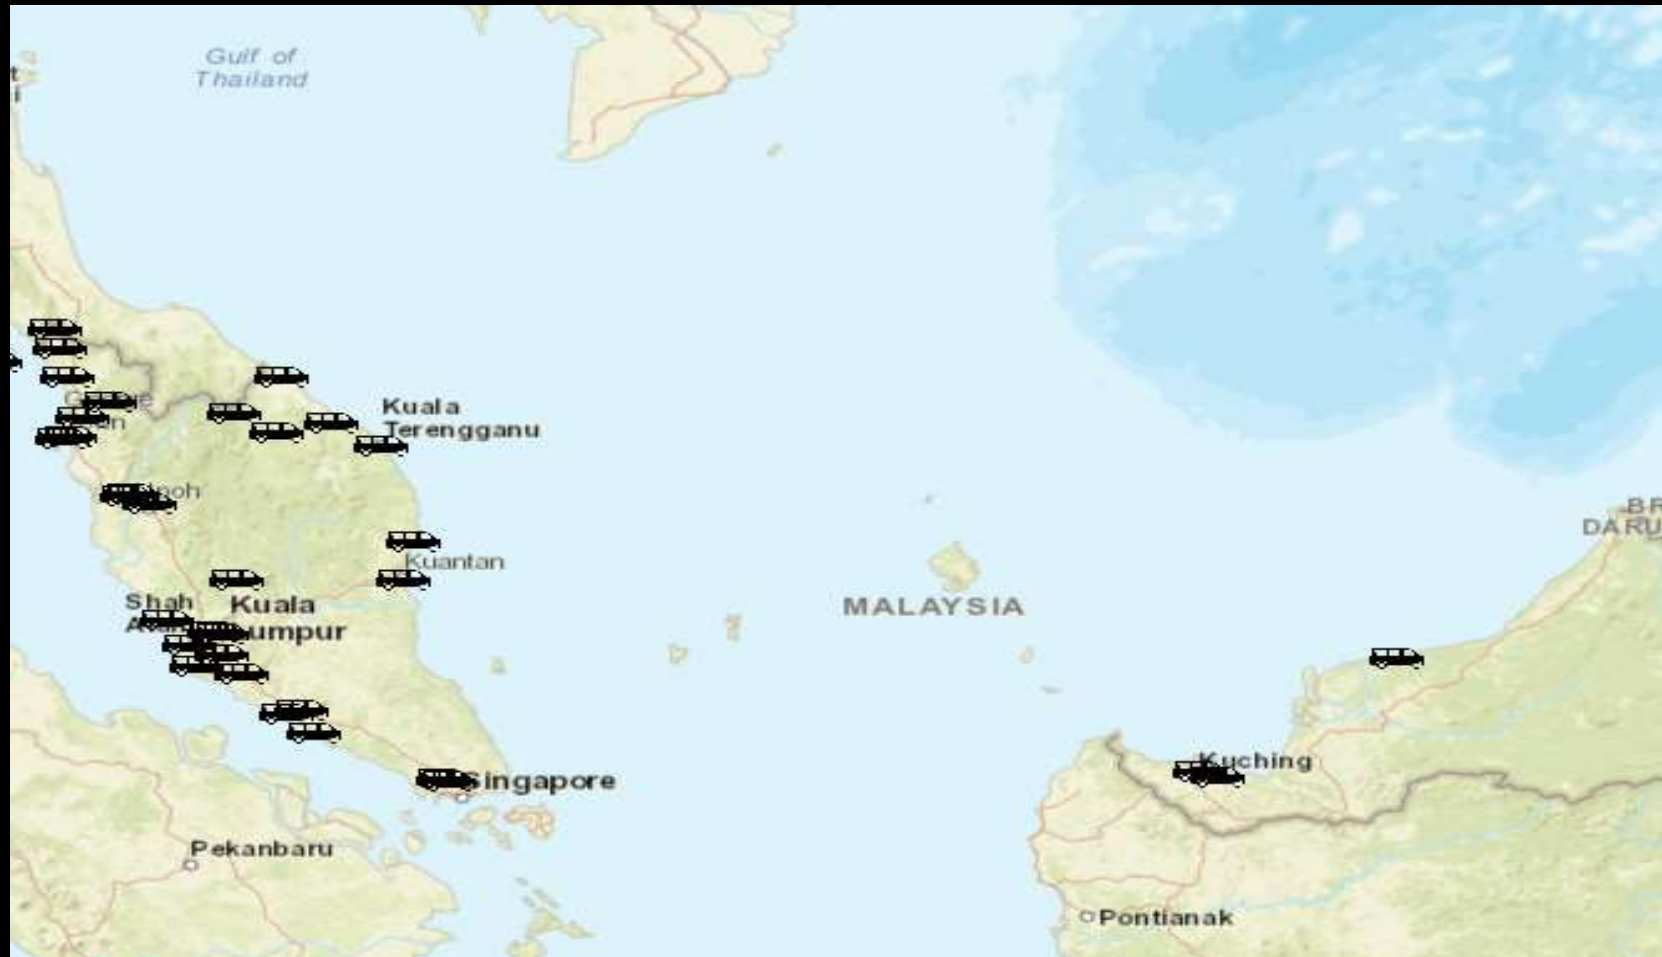 Gulf of
Thailand
Kuala
Terengganu
Kuantan
Shah
Kuala
MALAYSIA
Kuching
Singapore
Pekanbaru
Pontianak